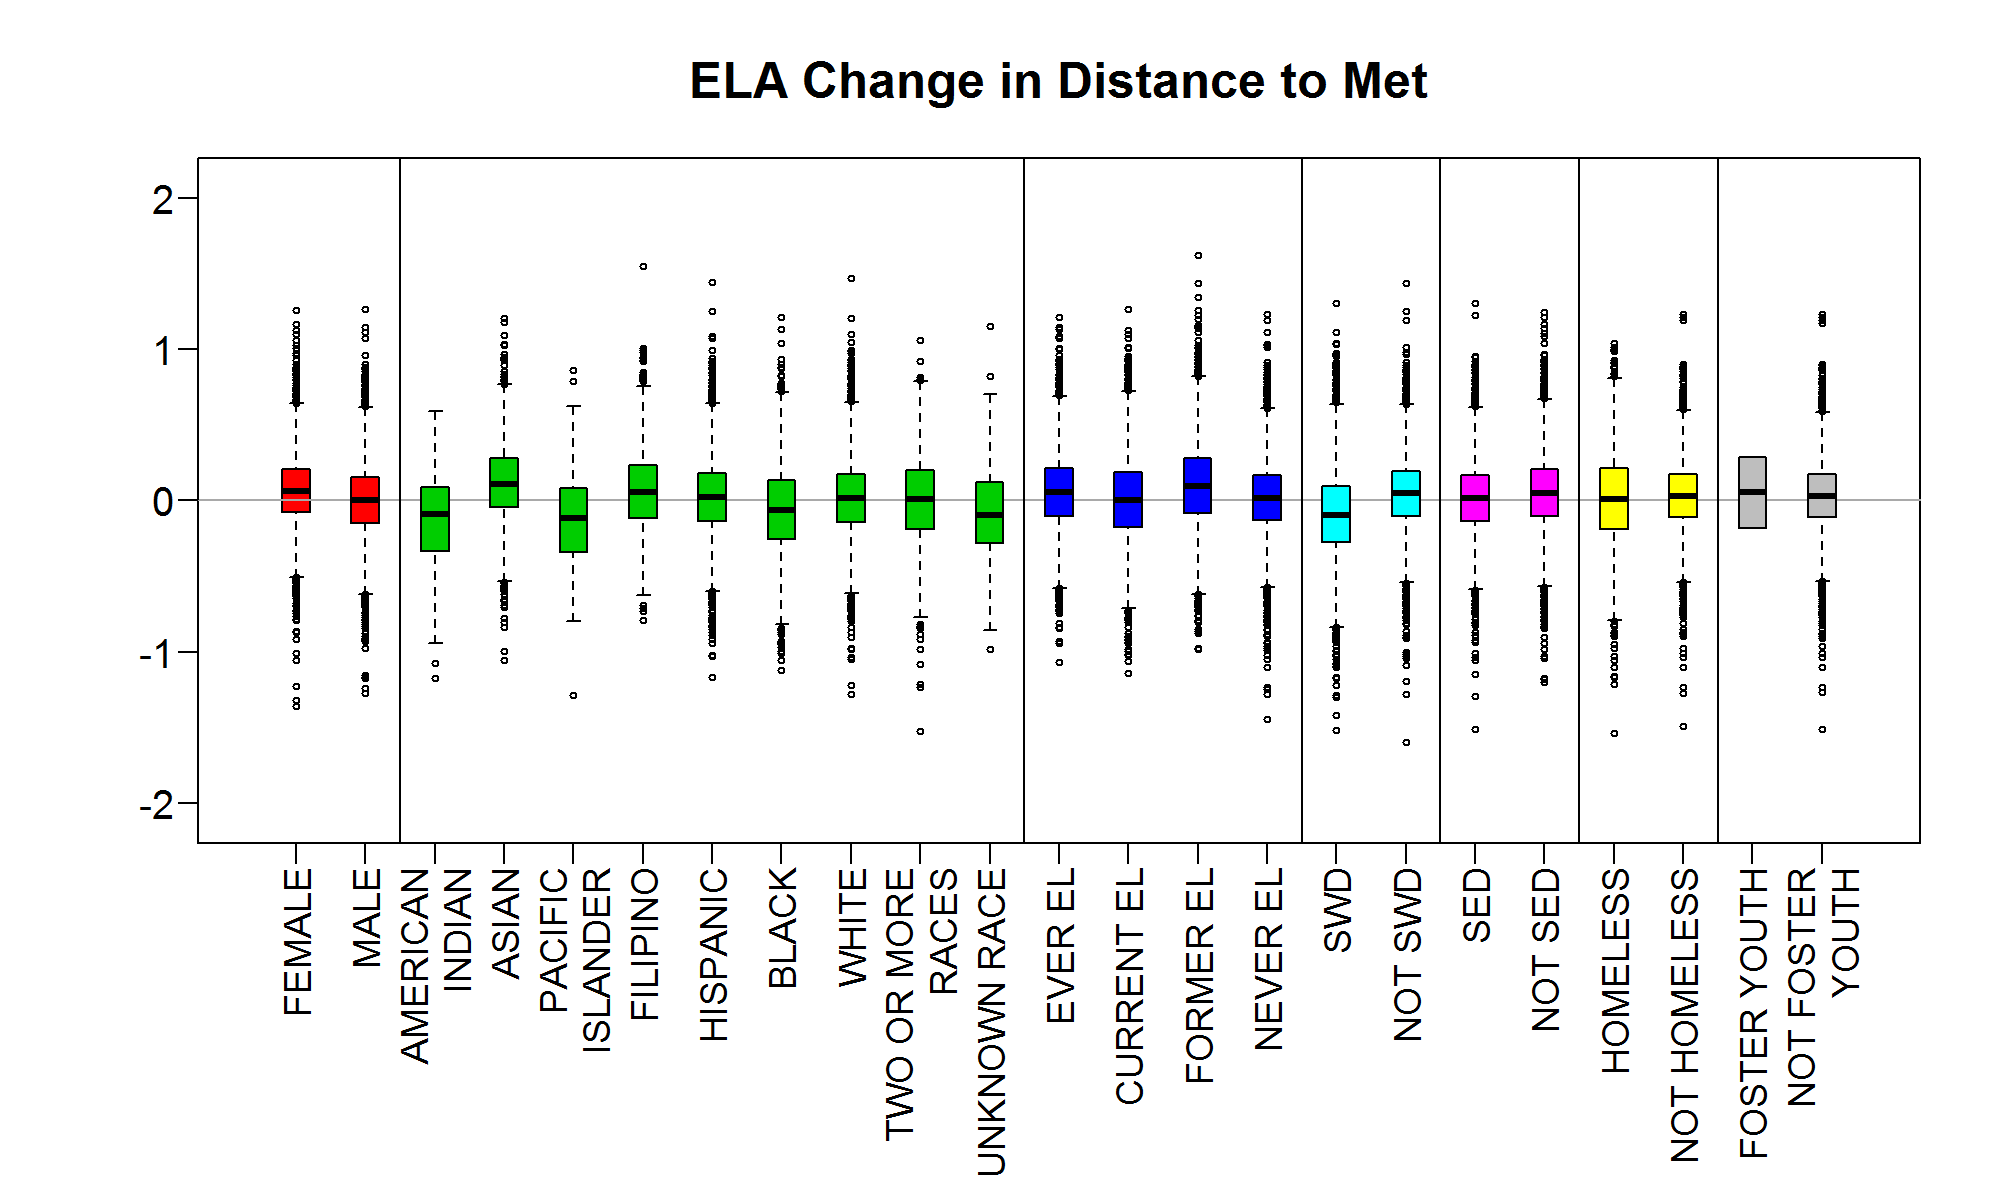 ELA Change in Distance to Met
2
1
0
-1
-2
FEMALE
MALE
AMERICAN
INDIAN
ASIAN
PACIFIC
ISLANDER
FILIPINO
HISPANIC
BLACK
WHITE
TWO OR MORE
RACES
UNKNOWN RACE
EVER EL
CURRENT EL
FORMER EL
NEVER EL
SWD
NOT SWD
SED
NOT SED
HOMELESS
NOT HOMELESS
FOSTER YOUTH
NOT FOSTER
YOUTH